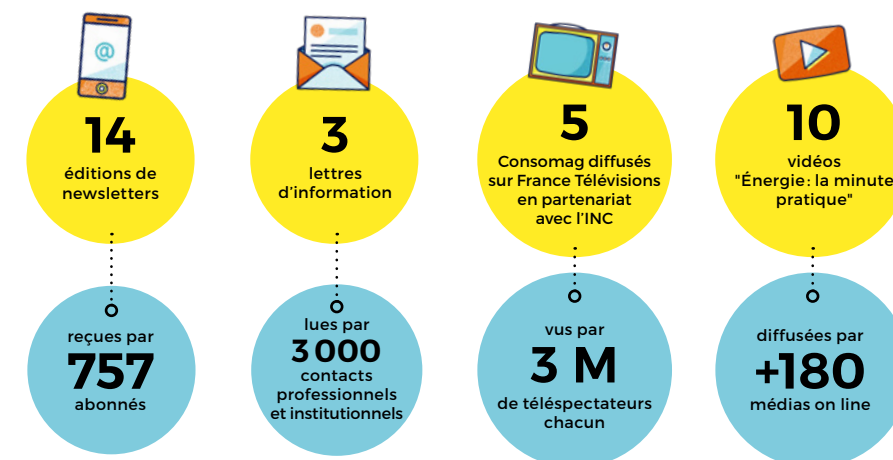 @
14
éditions de
newsletters
reçues par
757
abonnés
3
lettres
d'information
lues par
3 000
contacts
professionnels
et institutionnels
5
Consomag diffusés
sur France Télévisions
en partenariat
avec l'INC
vus par
3 M
de téléspectateurs
chacun
10
vidéos
"Énergie : la minute
pratique"
diffusées par
+180
médias on line